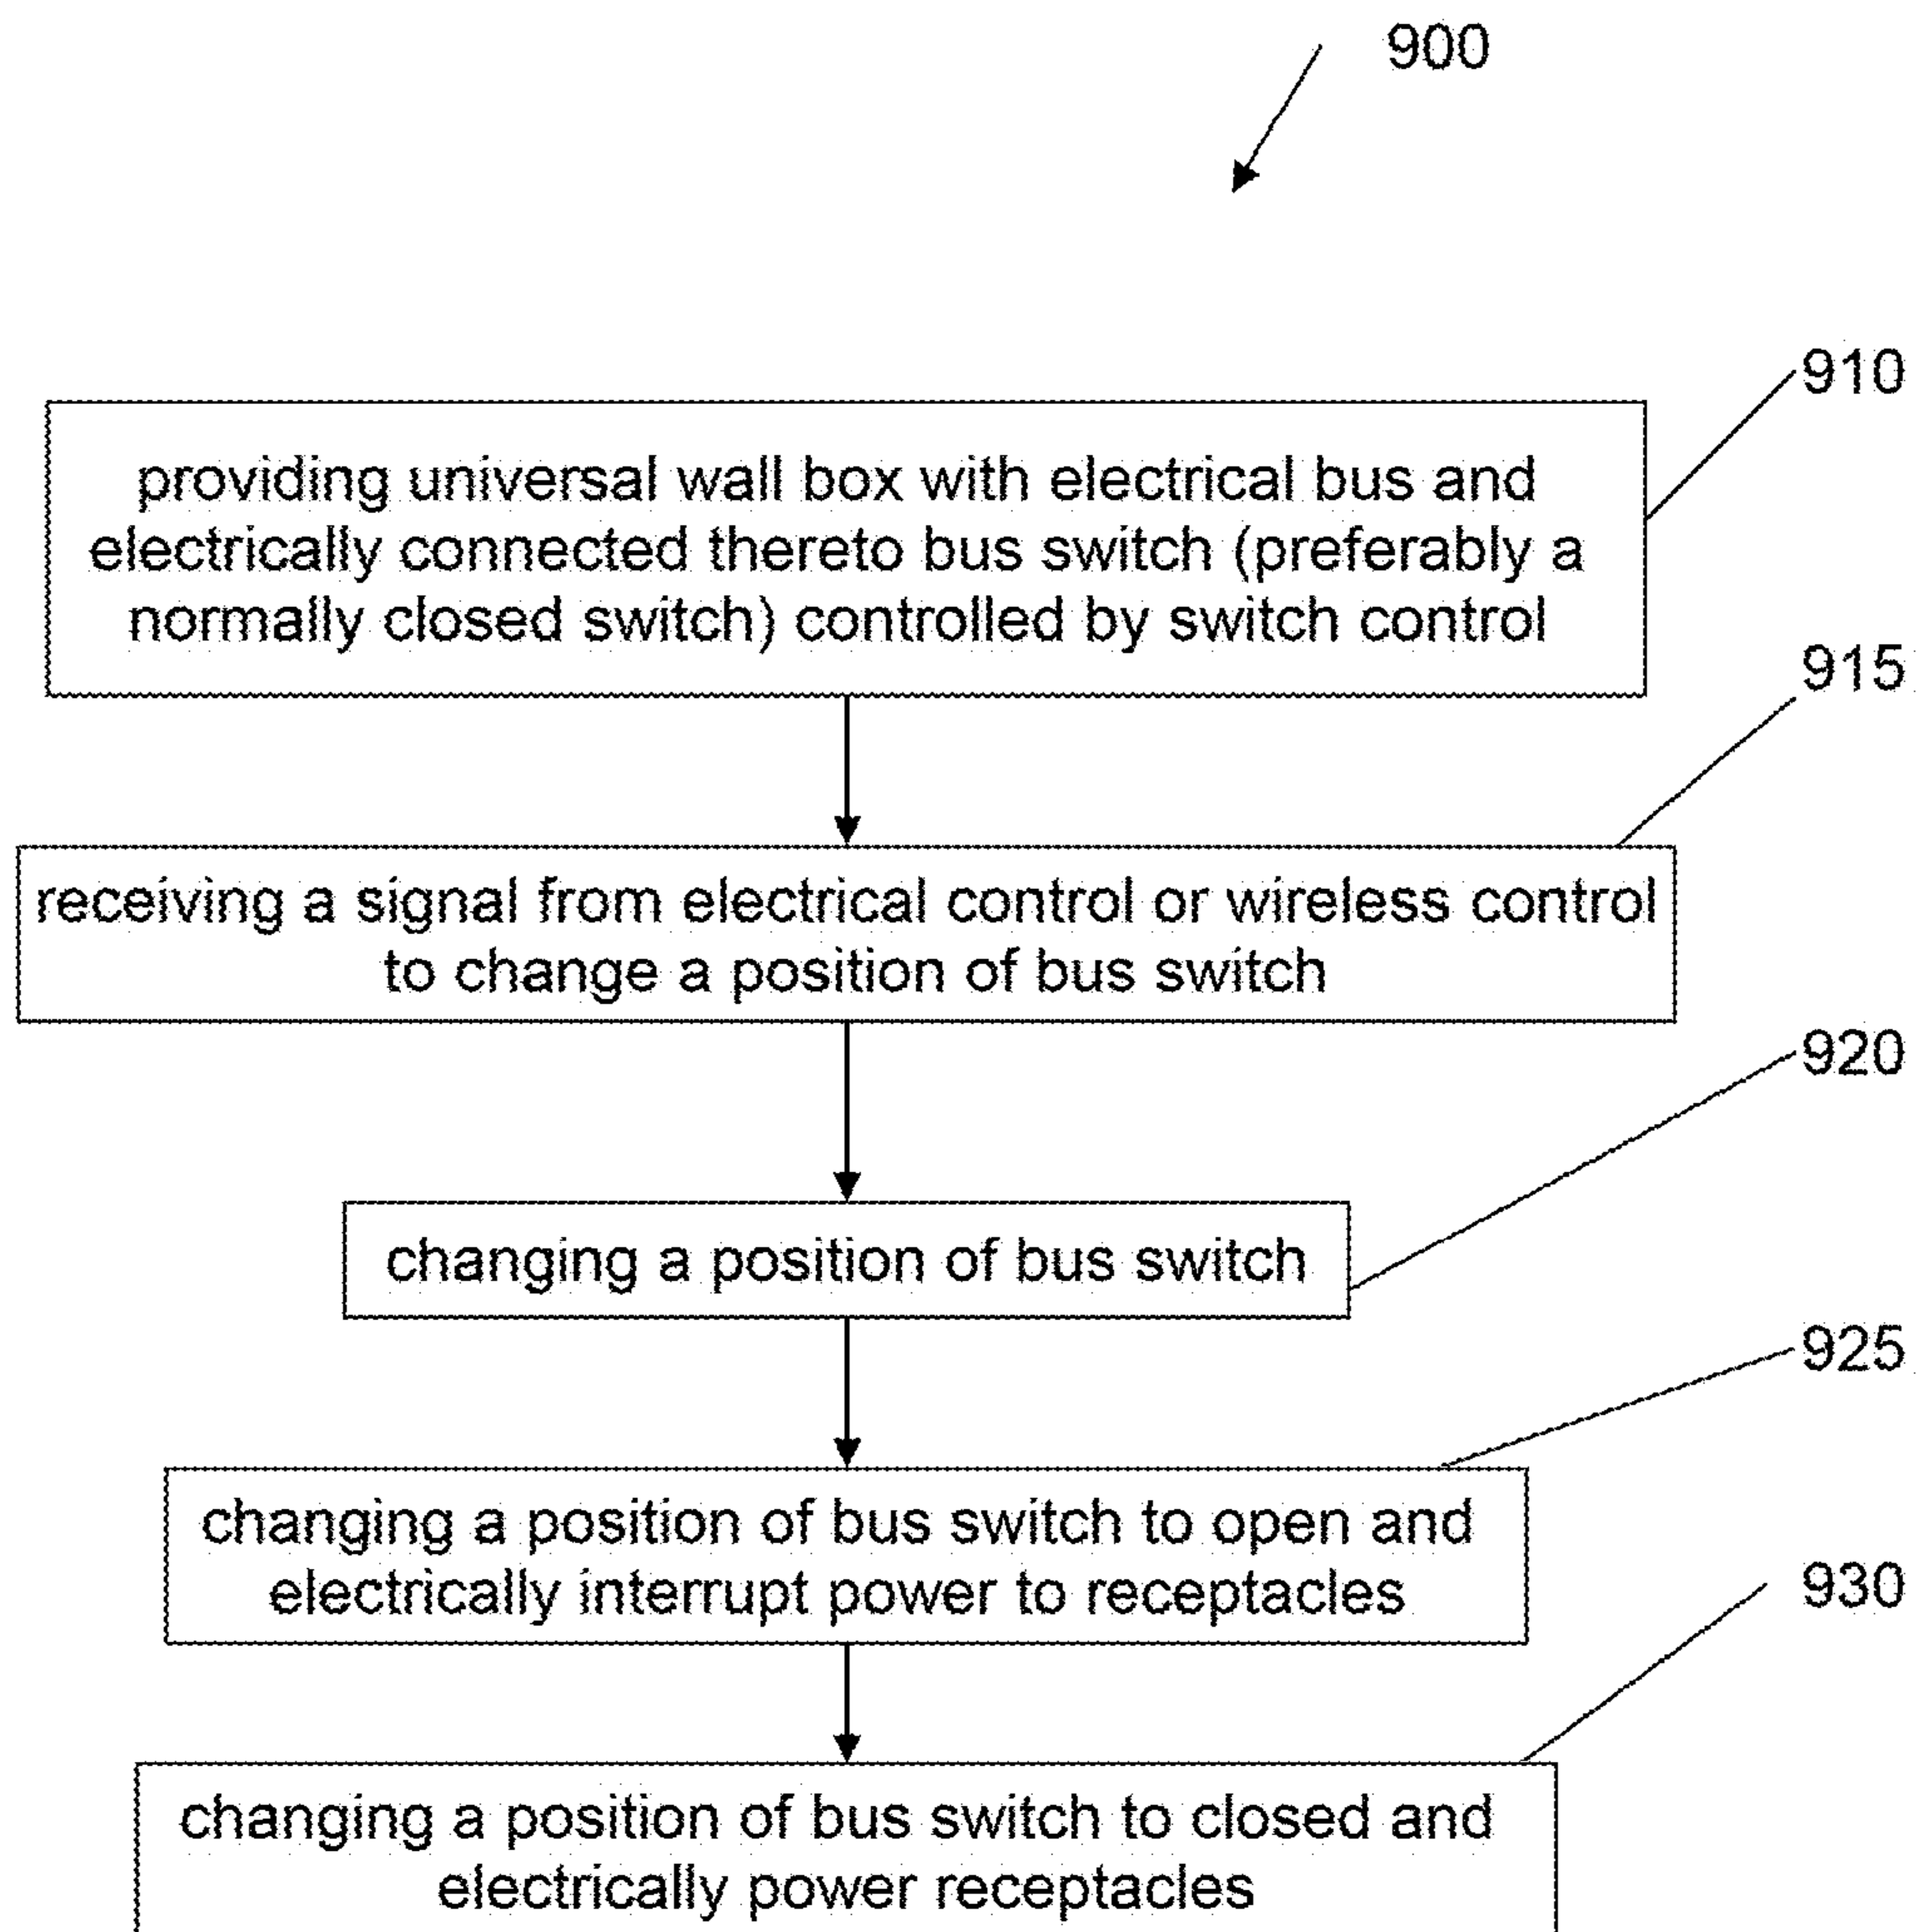 900
910
providing universal wall box with electrical bus and
electrically connected thereto bus switch (preferably a
normally closed switch) controlled by switch control
915
receiving a signal from electrical control or wireless control
to change a position of bus switch
920
changing a position of bus switch
925
changing a position of bus switch to open and
electrically interrupt power to receptacles
930
changing a position of bus switch to closed and
electrically power receptacles